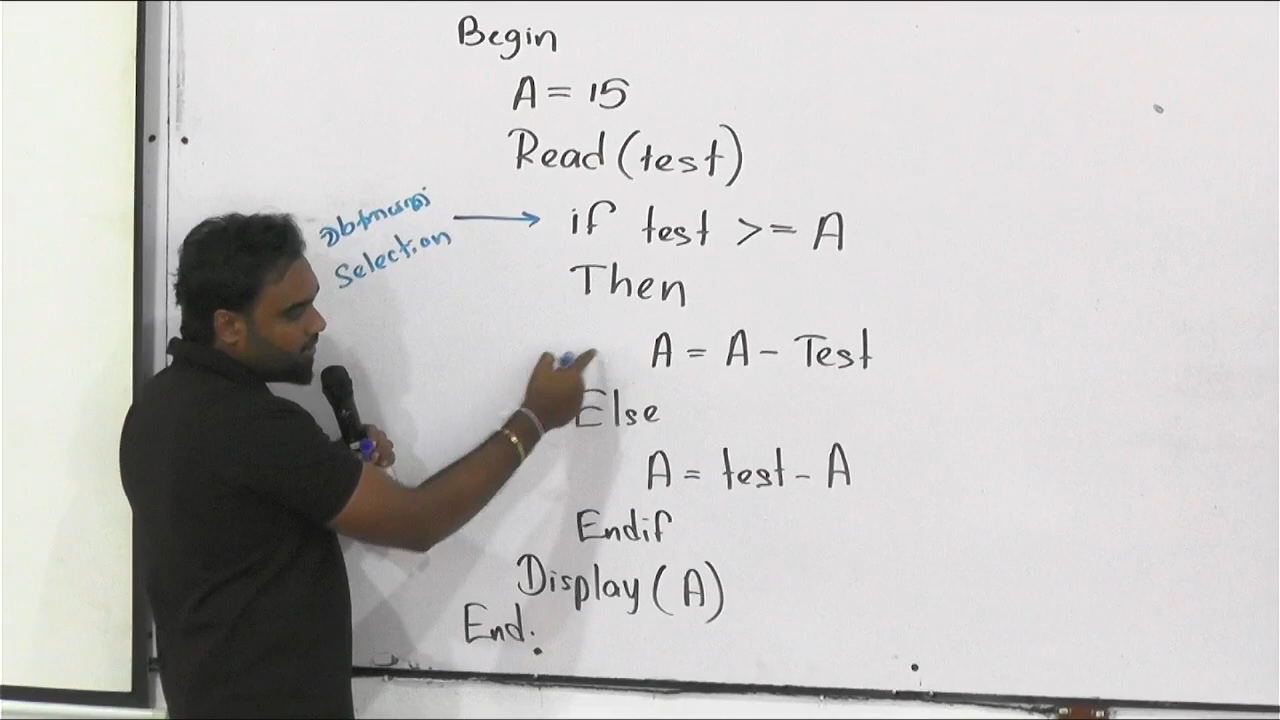 Begin
A = 15
Read (test)
if test >= A
Selection
Then
A = A - Test
Else
A = test - A
Endif
Display (A)
End.